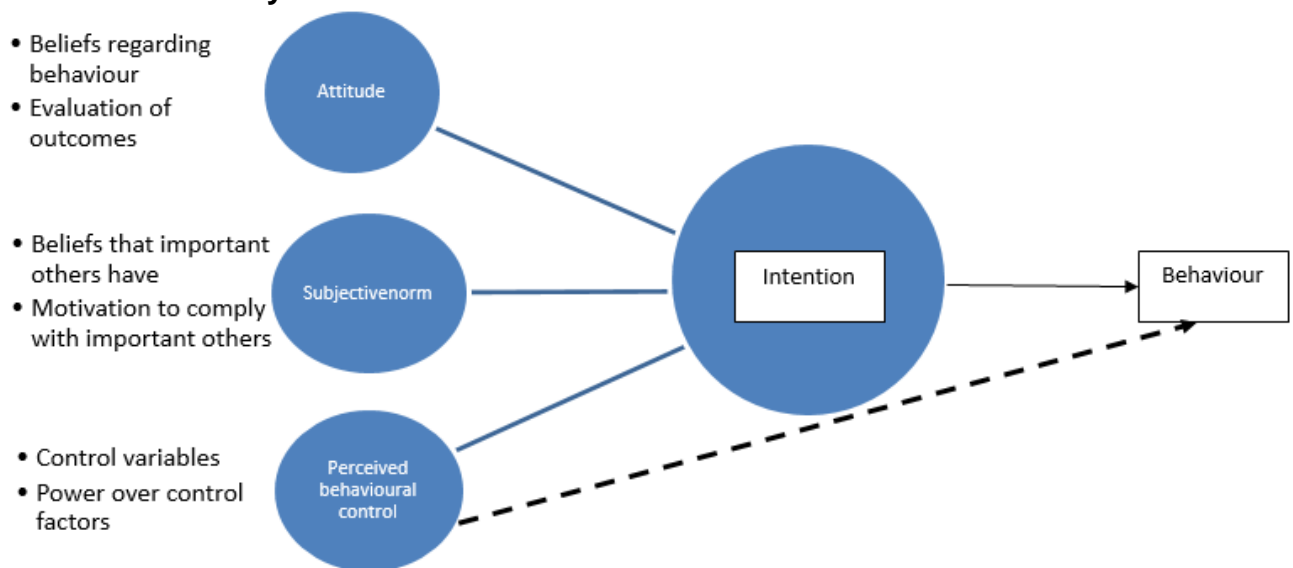 • Beliefs regarding
behaviour
• Evaluation of
outcomes
Attitude
• Beliefs that important
others have
• Motivation to comply
with important others
Subjectivenorm
• Control variables
• Power over control
factors
Perceived
behavioural
control
Intention
Behaviour